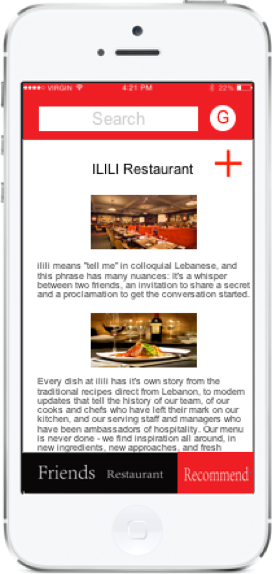 VIRGIN 4:21 PM 22%
Search G
ILILI Restaurant +
ilili means "tell me" in colloquial Lebanese, and
this phrase has many nuances: It's a whisper
between two friends, an invitation to share a secret
and a proclamation to get the conversation started.
Every dish at ilili has it's own story from the
traditional recipes direct from Lebanon, to modern
updates that tell the history of our team, of our
cooks and chefs who have left their mark on our
kitchen, and our serving staff and managers who
have been ambassadors of hospitality. Our menu
is never done - we find inspiration all around, in
new ingredients, new approaches, and fresh
Friends Restaurant Recommend